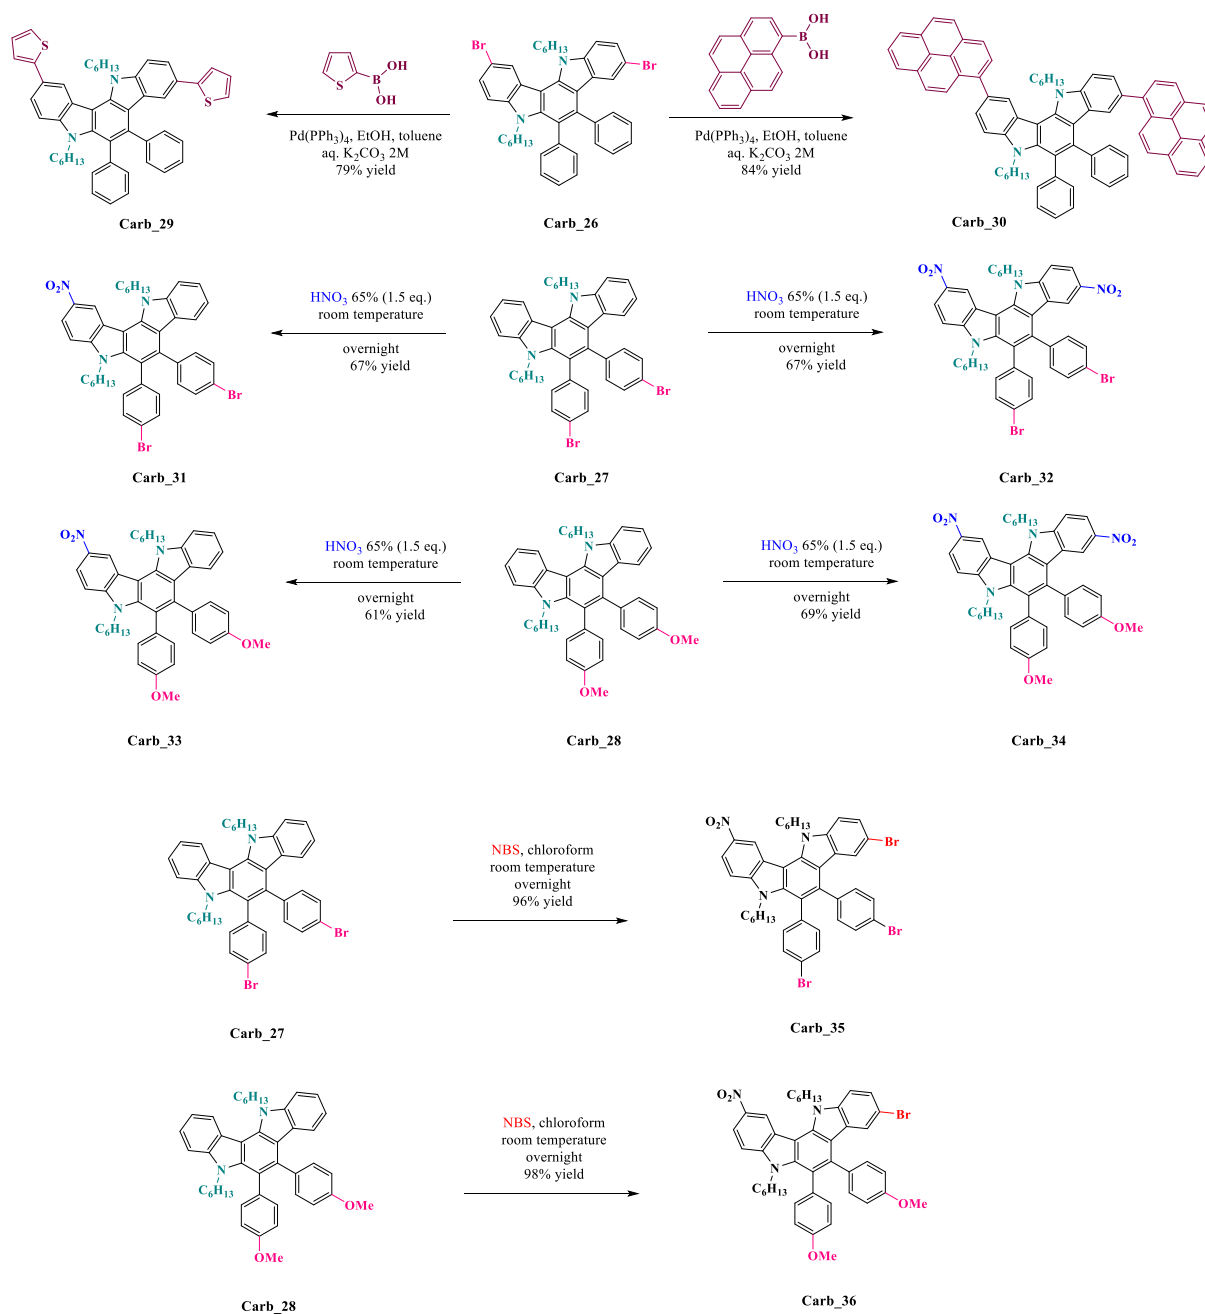 S
C6H13
N
S
N
C6H13
Carb_29
S
B
OH
OH
Pd(PPh3)4, EtOH, toluene
aq. K2CO3 2M
79% yield
Br
C6H13
N
Br
N
C6H13
Carb_26
OH
B
OH
Pd(PPh3)4, EtOH, toluene
aq. K2CO3 2M
84% yield
C6H13
N
N
C6H13
Carb_30
O2N
C6H13
N
N
C6H13
Br
Br
Carb_31
HNO3 65% (1.5 eq.)
room temperature
overnight
67% yield
C6H13
N
N
C6H13
Br
Br
Carb_27
HNO3 65% (1.5 eq.)
room temperature
overnight
67% yield
O2N
C6H13
N
NO2
N
C6H13
Br
Br
Carb_32
O2N
C6H13
N
N
C6H13
OMe
OMe
Carb_33
HNO3 65% (1.5 eq.)
room temperature
overnight
61% yield
C6H13
N
N
C6H13
OMe
OMe
Carb_28
HNO3 65% (1.5 eq.)
room temperature
overnight
69% yield
O2N
C6H13
N
NO2
N
C6H13
OMe
OMe
Carb_34
C6H13
N
N
C6H13
Br
Br
Carb_27
NBS, chloroform
room temperature
overnight
96% yield
O2N
C6H13
N
Br
N
C6H13
Br
Br
Carb_35
C6H13
N
N
C6H13
OMe
OMe
Carb_28
NBS, chloroform
room temperature
overnight
98% yield
O2N
C6H13
N
Br
N
C6H13
OMe
OMe
Carb_36